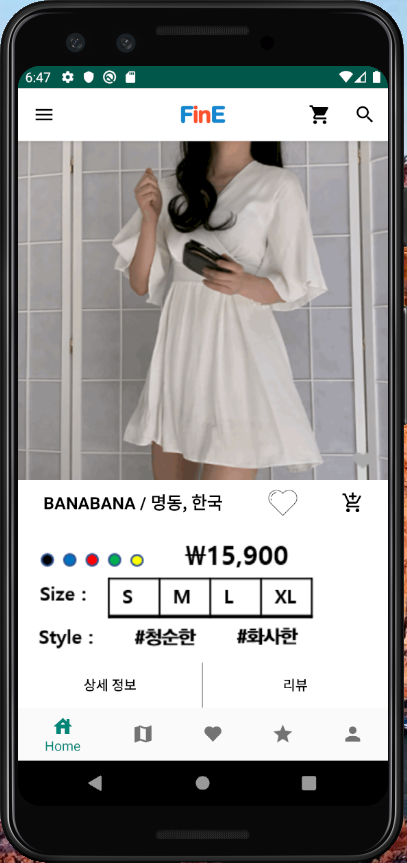 6:47
FinE
BANABANA / 명동, 한국
₩15,900
Size : S M L XL
Style : #청순한 #화사한
상세 정보 리뷰
Home